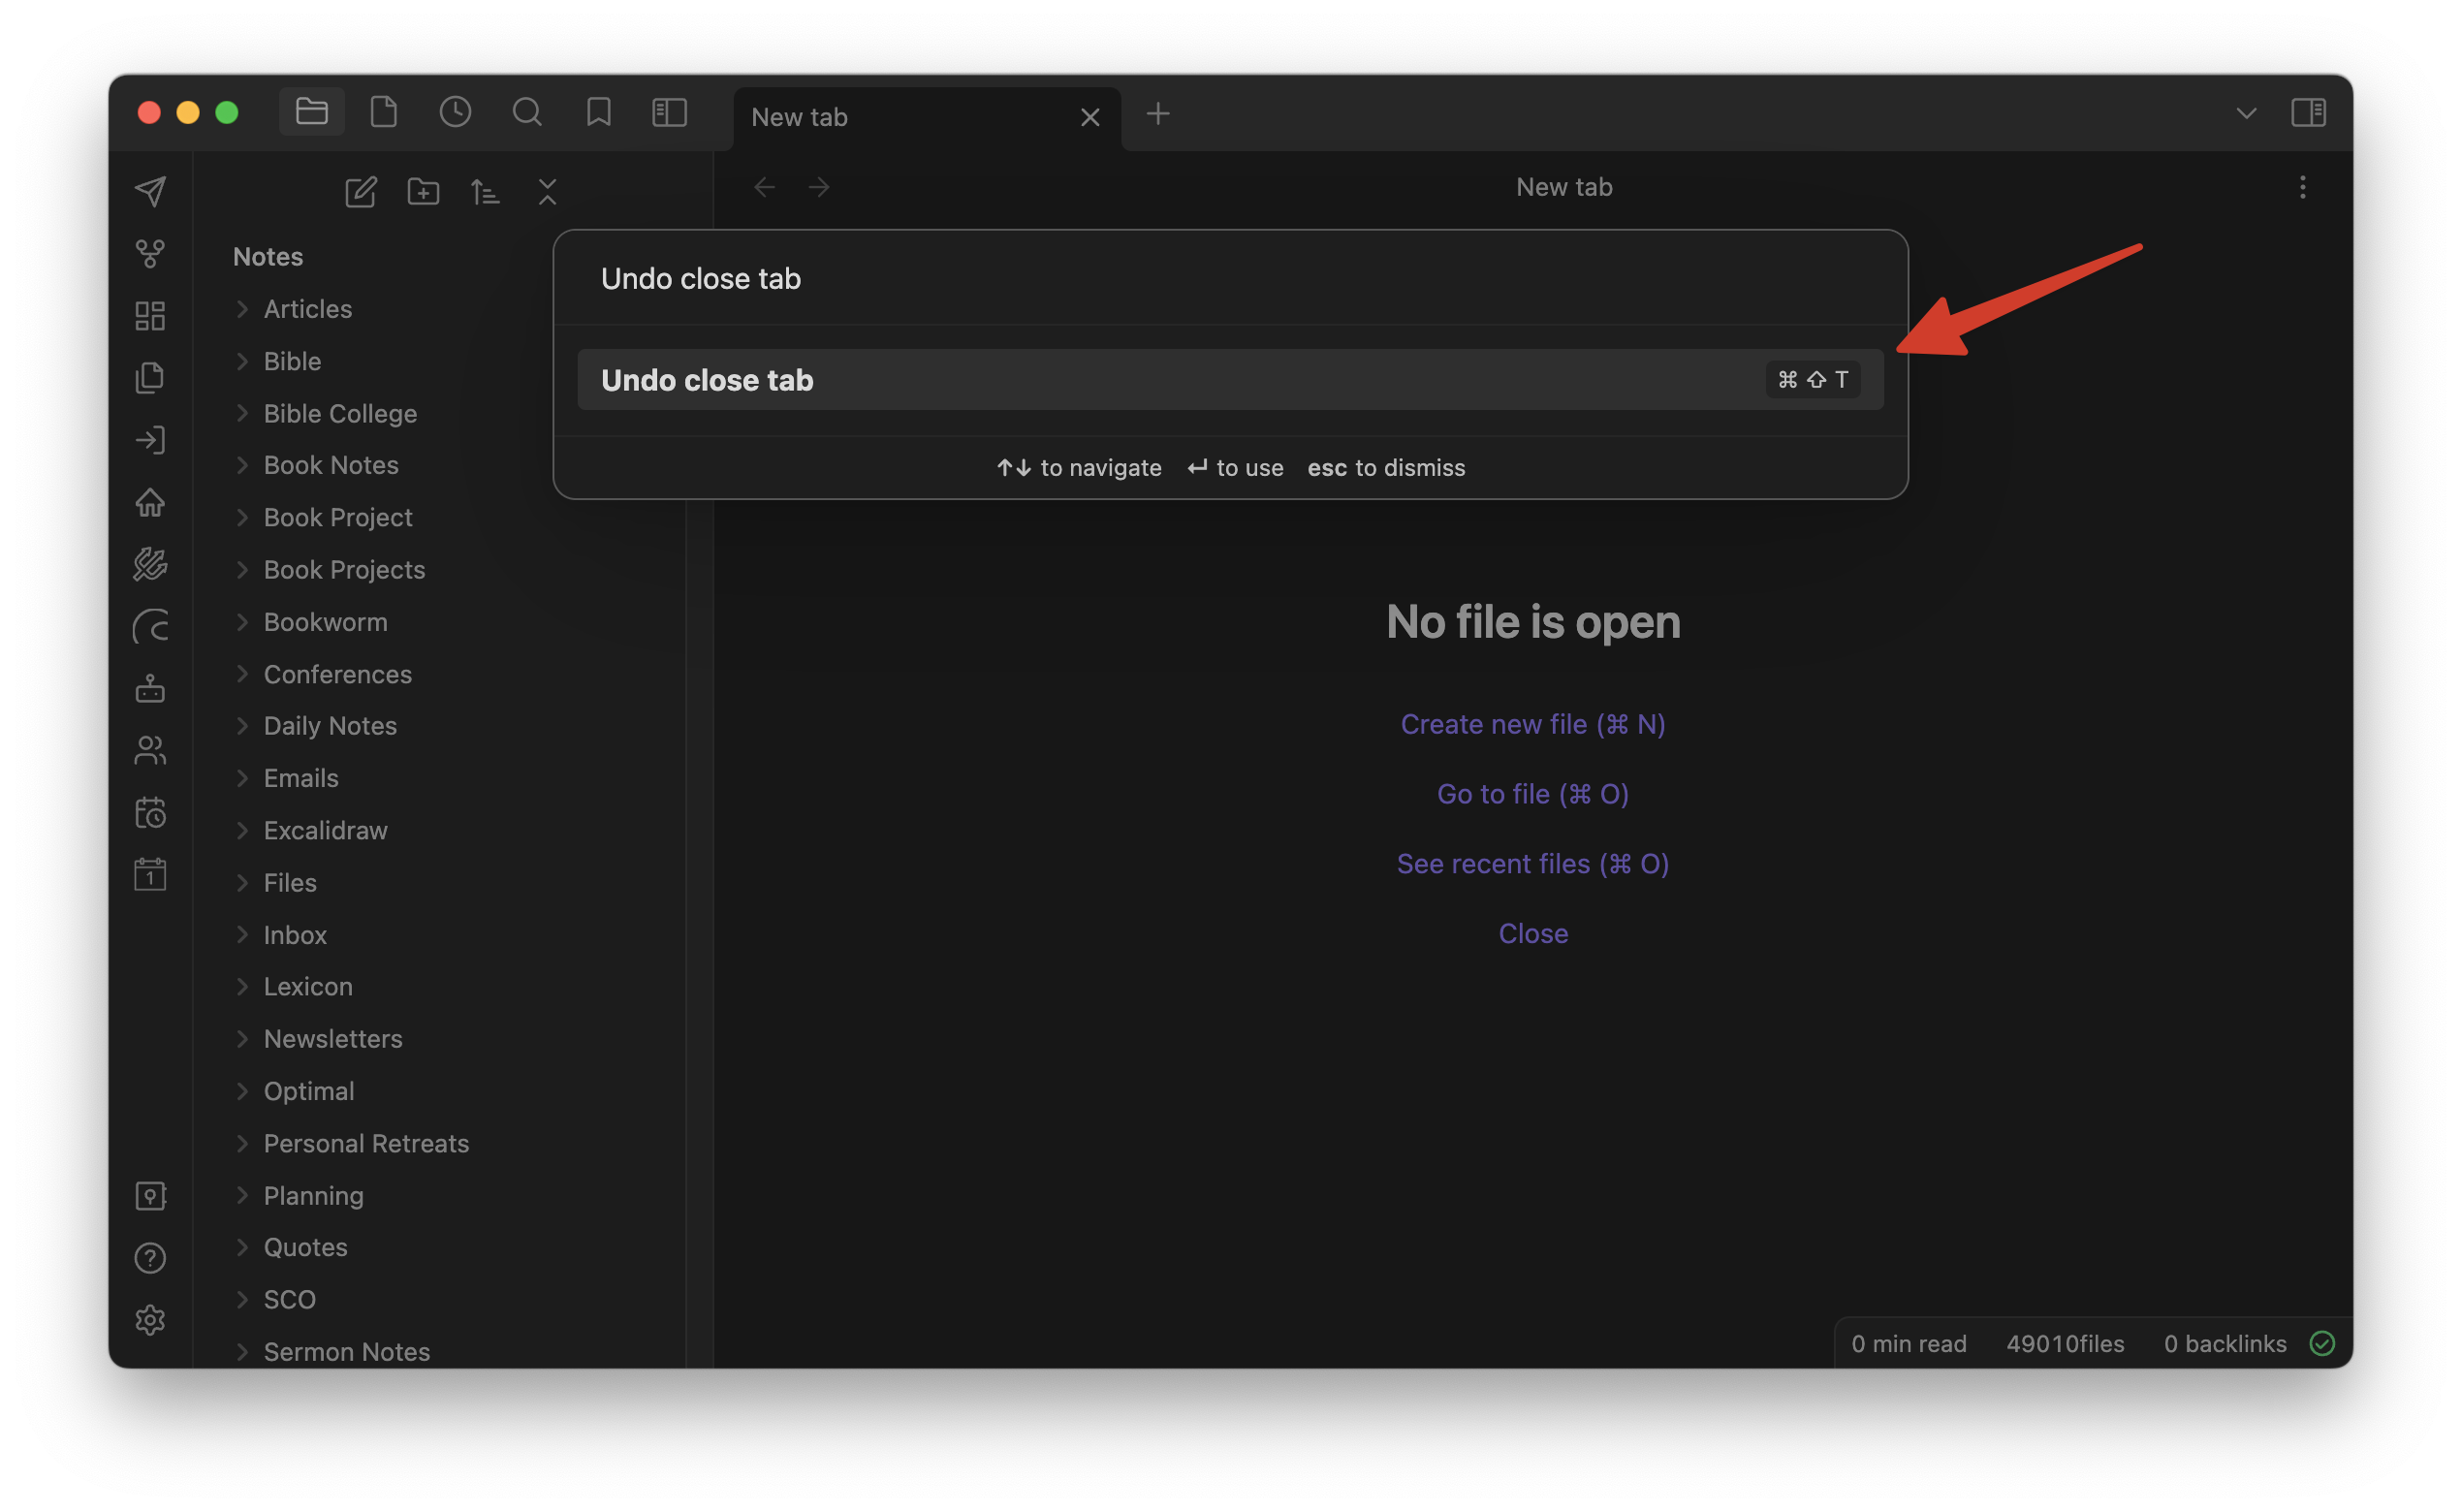 New tab
New tab
Notes
Articles
Bible
Bible College
Book Notes
Book Project
Book Projects
Bookworm
Conferences
Daily Notes
Emails
Excalidraw
Files
Inbox
Lexicon
Newsletters
Optimal
Personal Retreats
Planning
Quotes
SCO
Sermon Notes
1
Undo close tab
Undo close tab ⌘ ⇧ T
↑↓ to navigate ↵ to use esc to dismiss
No file is open
Create new file (⌘ N)
Go to file (⌘ O)
See recent files (⌘ O)
Close
0 min read 49010files 0 backlinks